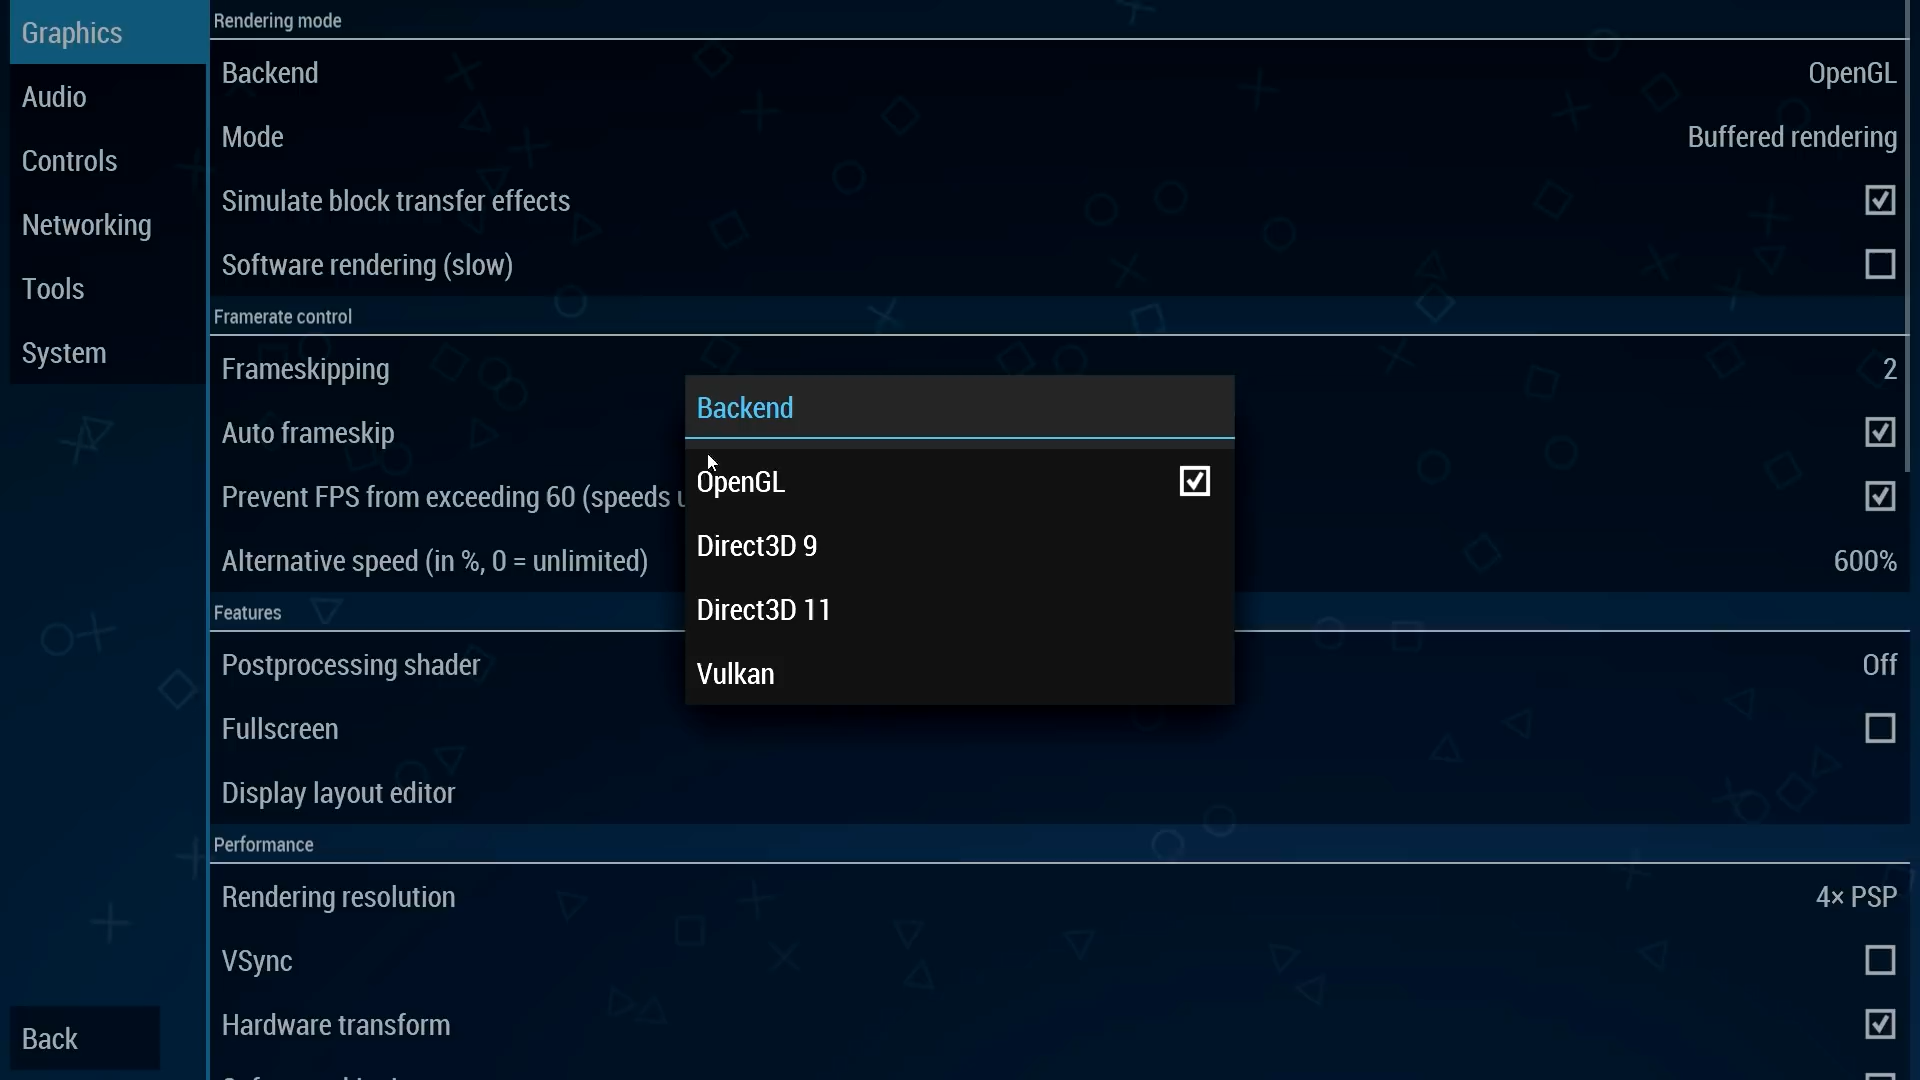 Graphics
Audio
Controls
Networking
Tools
System
Back
Rendering mode
Backend OpenGL
Mode Buffered rendering
Simulate block transfer effects
Software rendering (slow)
Framerate control
Frameskipping 2
Auto frameskip
Prevent FPS from exceeding 60 (speeds
Alternative speed (in %, 0 = unlimited) 600%
Features
Postprocessing shader Off
Fullscreen
Display layout editor
Performance
Rendering resolution 4× PSP
VSync
Hardware transform
Backend
OpenGL
Direct3D 9
Direct3D 11
Vulkan